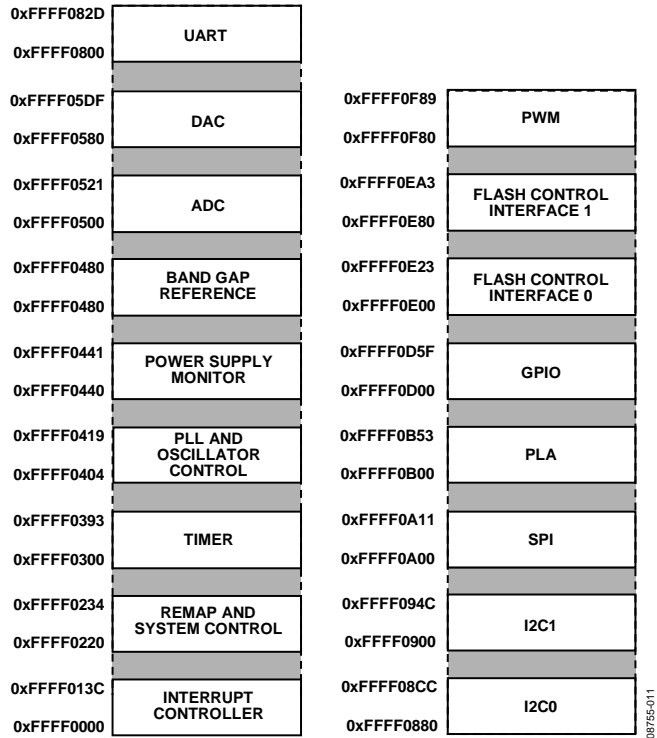 0xFFFF082D
UART
0xFFFF0800
0xFFFF05DF
DAC
0xFFFF0580
0xFFFF0521
ADC
0xFFFF0500
0xFFFF0480
BAND GAP
REFERENCE
0xFFFF0480
0xFFFF0441
POWER SUPPLY
MONITOR
0xFFFF0440
0xFFFF0419
PLL AND
OSCILLATOR
CONTROL
0xFFFF0404
0xFFFF0393
TIMER
0xFFFF0300
0xFFFF0234
REMAP AND
SYSTEM CONTROL
0xFFFF0220
0xFFFF013C
INTERRUPT
CONTROLLER
0xFFFF0000
0xFFFF0F89
PWM
0xFFFF0F80
0xFFFF0EA3
FLASH CONTROL
INTERFACE 1
0xFFFF0E80
0xFFFF0E23
FLASH CONTROL
INTERFACE 0
0xFFFF0E00
0xFFFF0D5F
GPIO
0xFFFF0D00
0xFFFF0B53
PLA
0xFFFF0B00
0xFFFF0A11
SPI
0xFFFF0A00
0xFFFF094C
I2C1
0xFFFF0900
0xFFFF08CC
I2C0
0xFFFF0880
08755-011